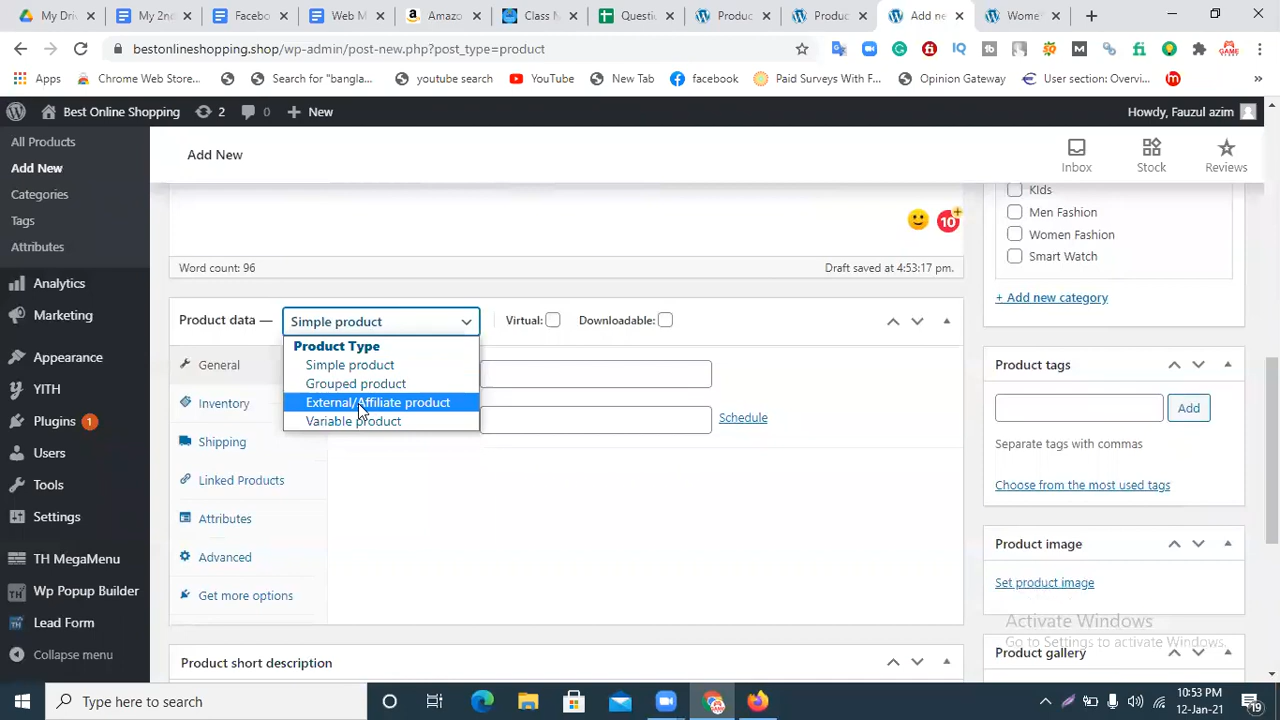 My Driv
My 2nd
Facebo
Web M
Amazo
Class E
Questi
Produc
Produc
Add ne
Wome
bestonlineshopping.shop/wp-admin/post-new.php?post_type=product
Apps
Chrome Web Store...
Search for "bangla...
youtube search
YouTube
New Tab
facebook
Paid Surveys With F...
Opinion Gateway
User section: Overvi...
Best Online Shopping
2
0
New
Howdy, Fauzul azim
All Products
Add New
Categories
Tags
Attributes
Analytics
Marketing
Appearance
YITH
Plugins 1
Users
Tools
Settings
TH MegaMenu
Wp Popup Builder
Lead Form
Collapse menu
Add New
Inbox
Stock
Reviews
10
Word count: 96
Draft saved at 4:53:17 pm.
Product data —
Simple product
Virtual:
Downloadable:
Product Type
Simple product
Grouped product
External/Affiliate product
Variable product
General
Inventory
Shipping
Linked Products
Attributes
Advanced
Get more options
Schedule
Product short description
KIds
Men Fashion
Women Fashion
Smart Watch
+ Add new category
Product tags
Add
Separate tags with commas
Choose from the most used tags
Product image
Set product image
Activate Windows
Go to Settings to activate Windows.
Product gallery
Type here to search
10:53 PM
12-Jan-21
19